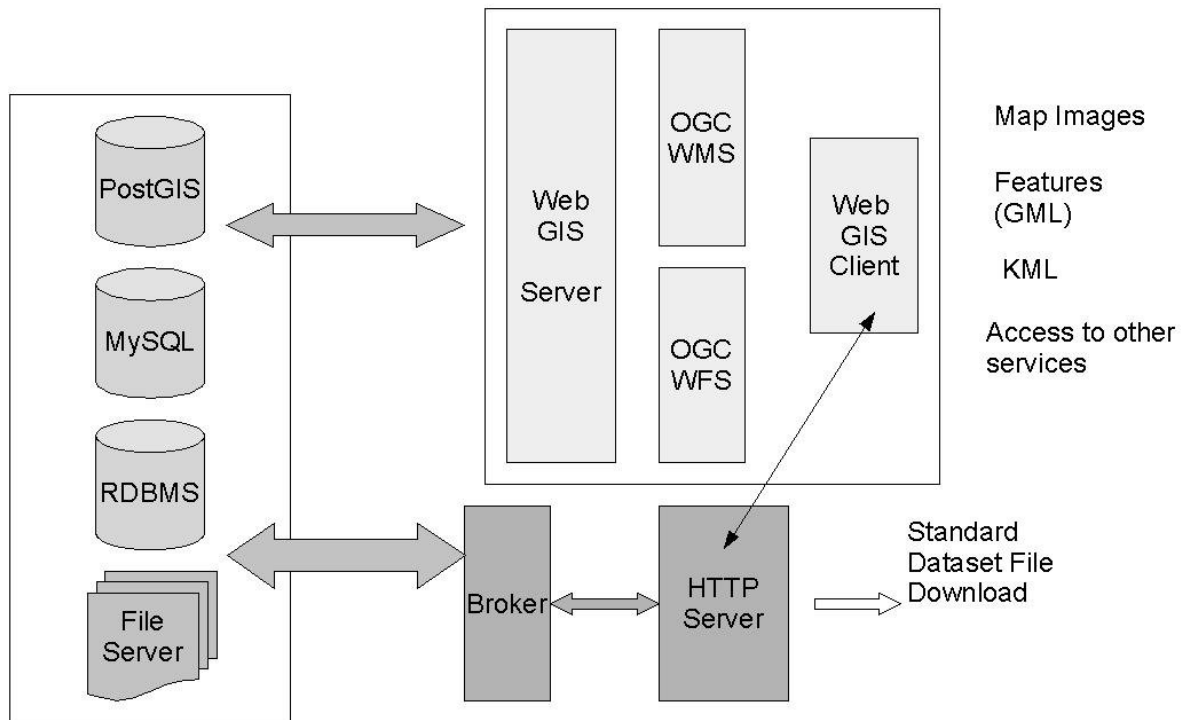 PostGIS
MySQL
RDBMS
File
Server
Web
GIS
Server
OGC
WMS
OGC
WFS
Web
GIS
Client
Map Images
Features
(GML)
KML
Access to other
services
Broker
HTTP
Server
Standard
Dataset File
Download